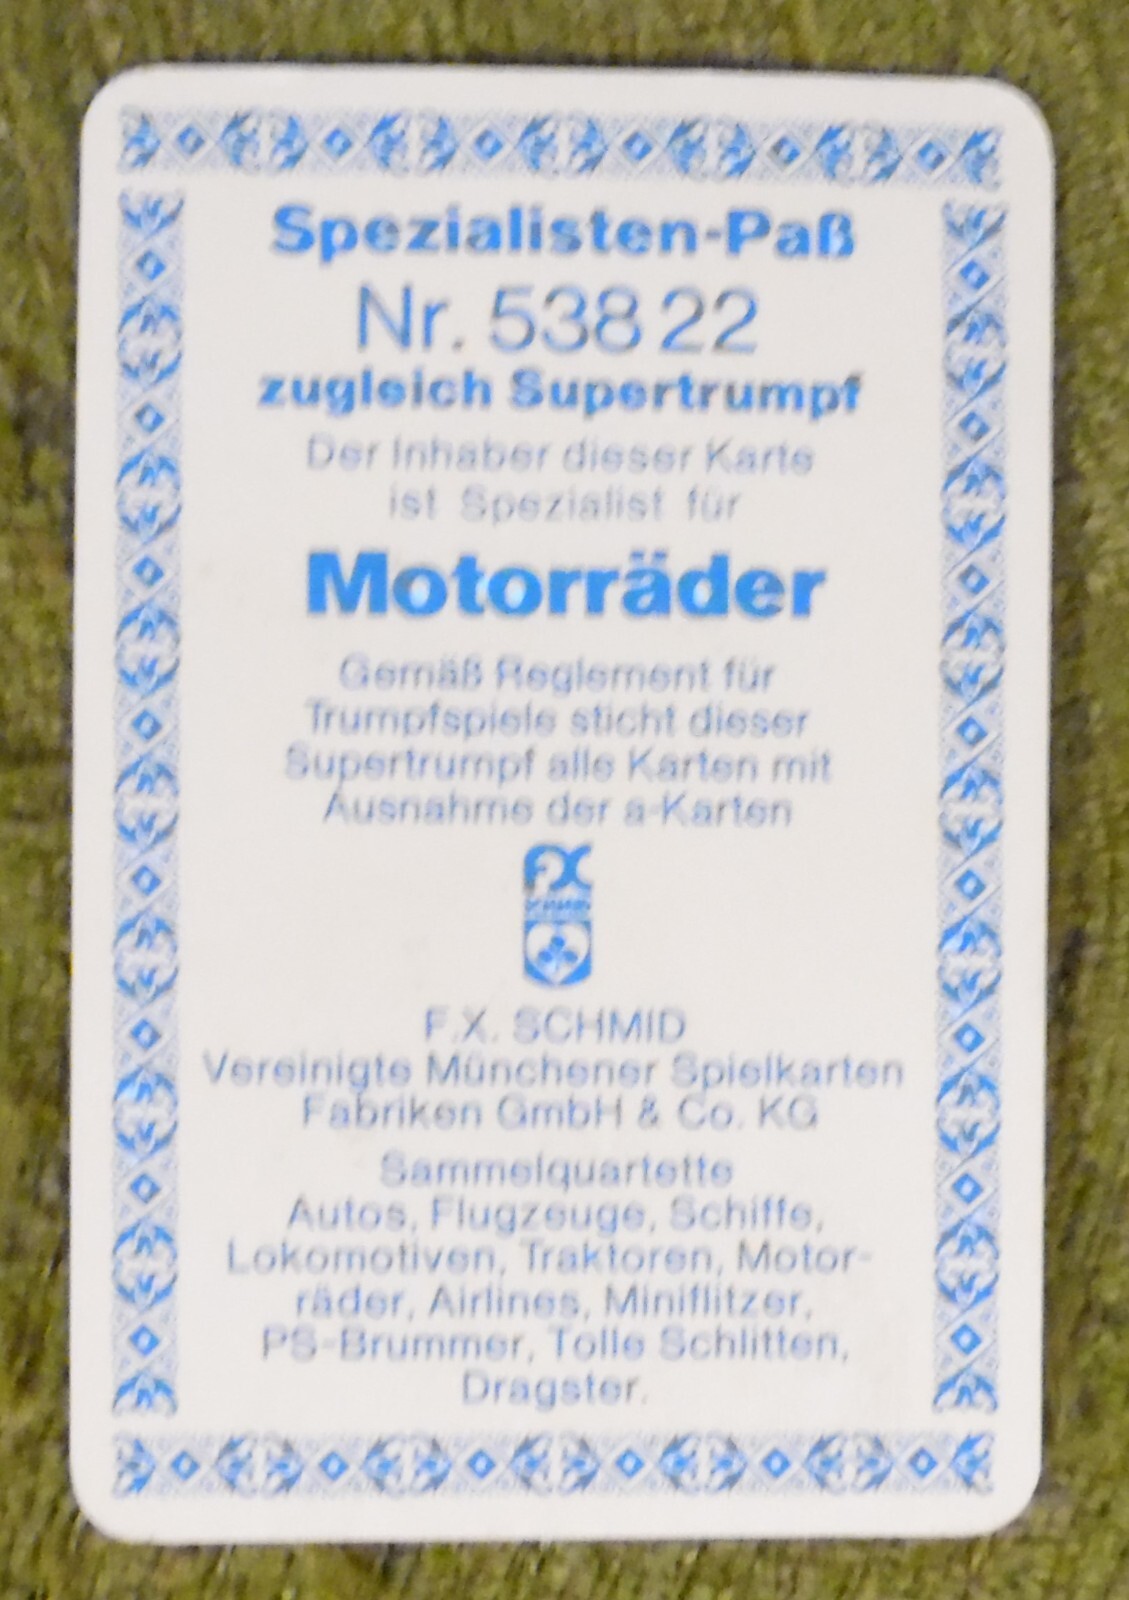 Spezialisten-Paß
Nr. 538 22
zugleich Supertrumpf
Der Inhaber dieser Karte
ist Spezialist für
Motorräder
Gemäß Reglement für
Trumpfspiele sticht dieser
Supertrumpf alle Karten mit
Ausnahme der a-Karten
FX
SCHMID
F.X. SCHMID
Vereinigte Münchener Spielkarten
Fabriken GmbH & Co. KG
Sammelquartette
Autos, Flugzeuge, Schiffe,
Lokomotiven, Traktoren, Motor-
räder, Airlines, Miniflitzer,
PS-Brummer, Tolle Schlitten,
Dragster.